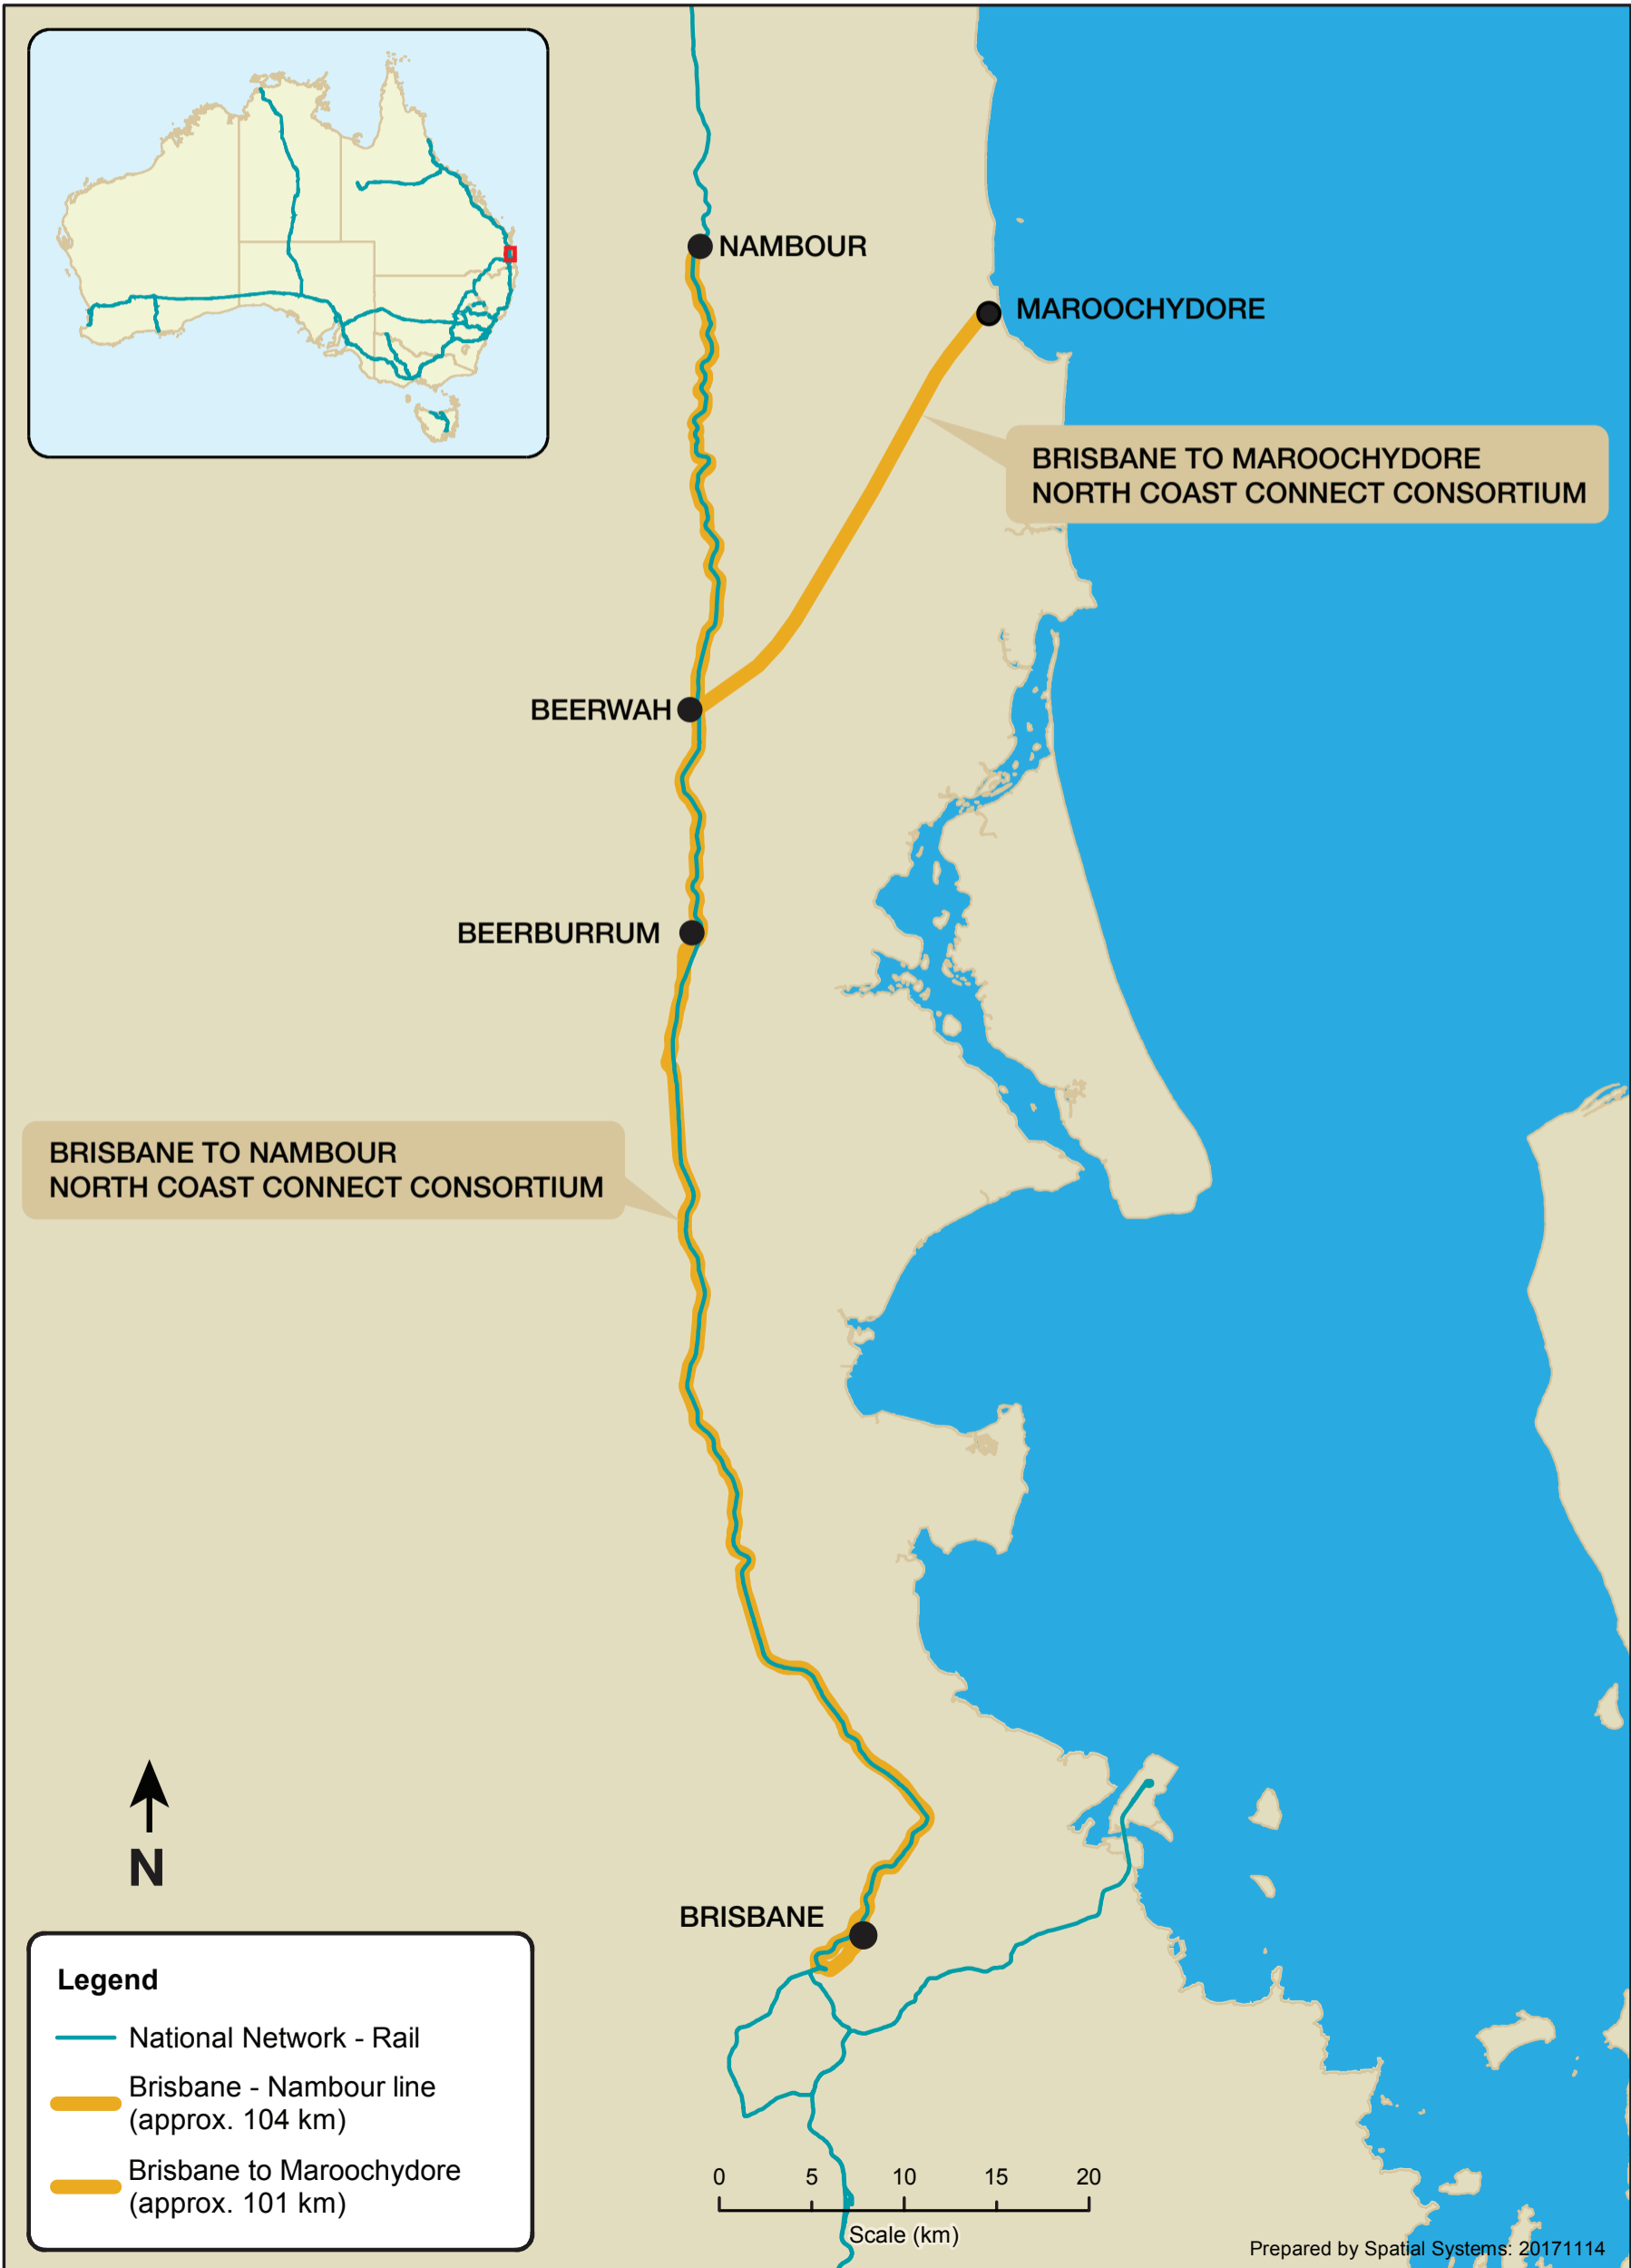 NAMBOUR
MAROOCHYDORE
BRISBANE TO MAROOCHYDORE
NORTH COAST CONNECT CONSORTIUM
BEERWAH
BEERBURRUM
BRISBANE TO NAMBOUR
NORTH COAST CONNECT CONSORTIUM
N
BRISBANE
Legend
National Network - Rail
Brisbane - Nambour line
(approx. 104 km)
Brisbane to Maroochydore
(approx. 101 km)
0 5 10 15 20
Scale (km)
Prepared by Spatial Systems: 20171114